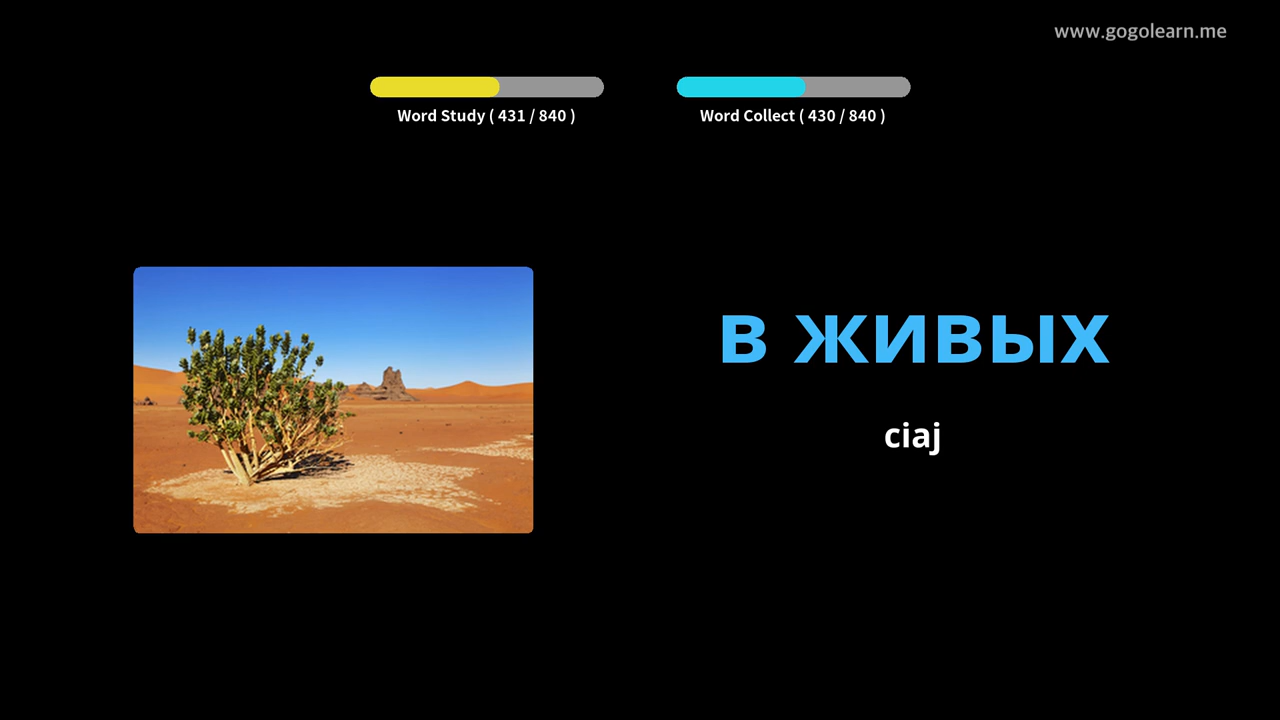 www.gogolearn.me
Word Study ( 431 / 840 )
Word Collect ( 430 / 840 )
в живых
ciaj